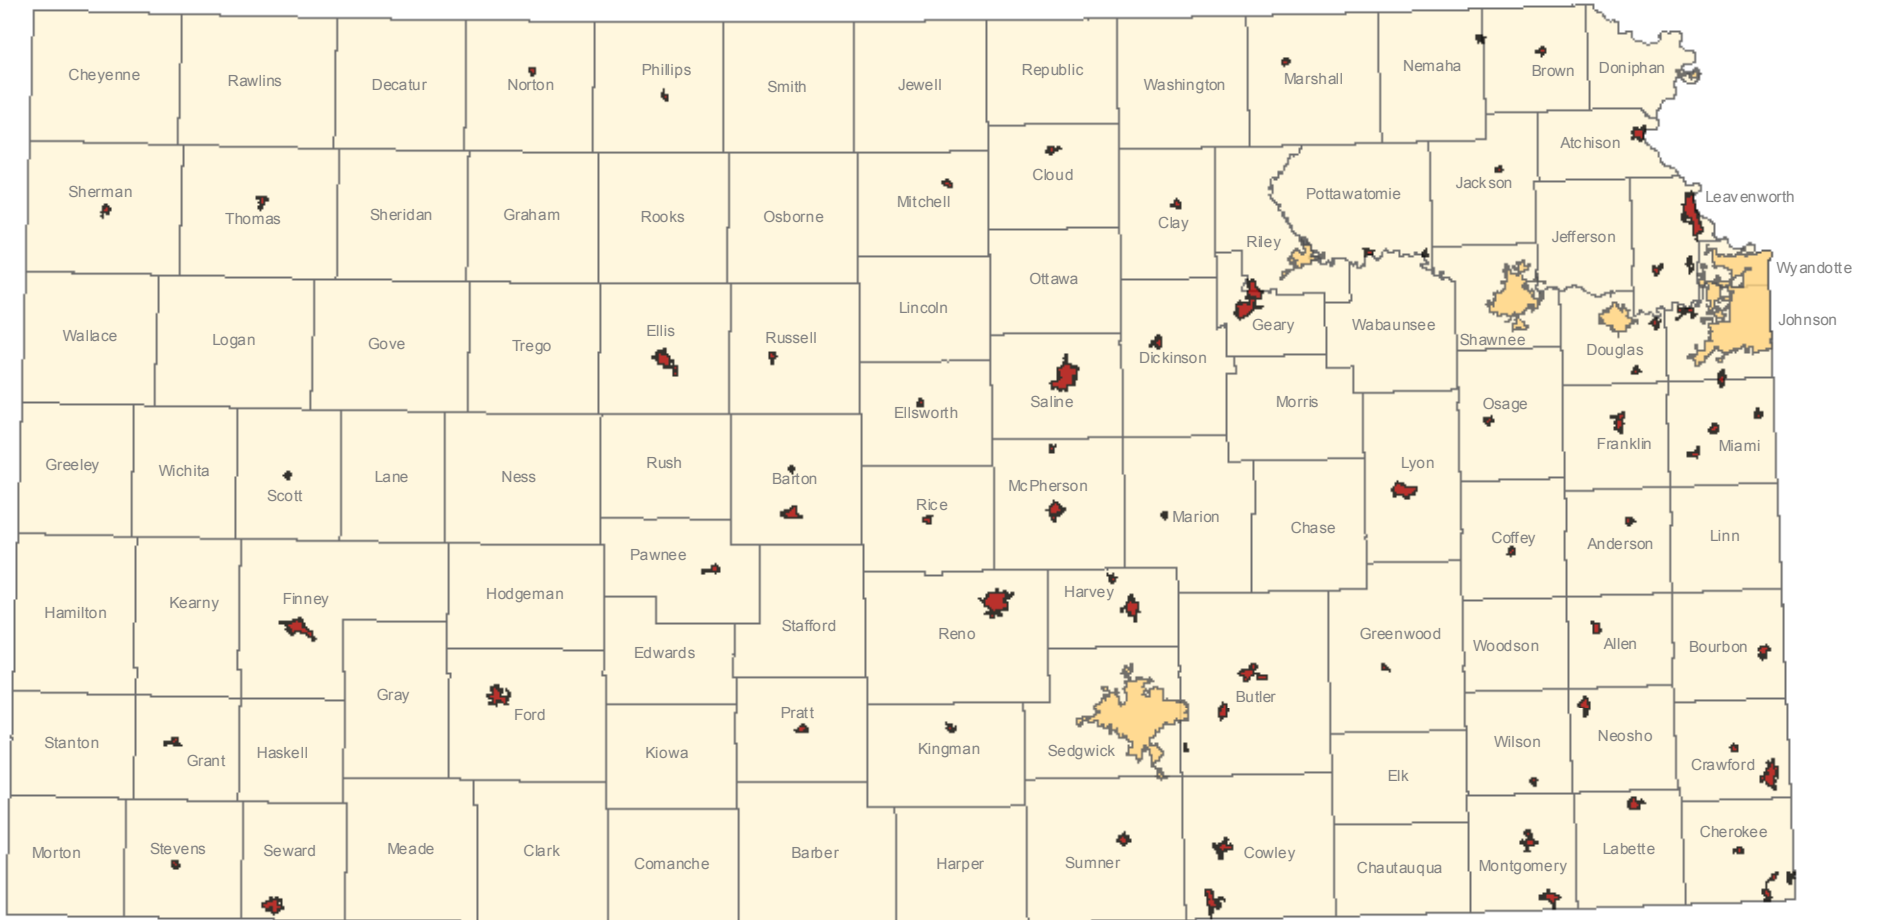 Cheyenne
Rawlins
Decatur
Norton
Phillips
Smith
Jewell
Republic
Washington
Marshall
Nemaha
Brown
Doniphan
Sherman
Thomas
Sheridan
Graham
Rooks
Osborne
Mitchell
Cloud
Clay
Riley
Pottawatomie
Jackson
Atchison
Jefferson
Leavenworth
Wyandotte
Wallace
Logan
Gove
Trego
Ellis
Russell
Lincoln
Ottawa
Dickinson
Geary
Wabaunsee
Shawnee
Douglas
Johnson
Ellsworth
Saline
Morris
Osage
Franklin
Miami
Greeley
Wichita
Scott
Lane
Ness
Rush
Barton
Rice
McPherson
Marion
Chase
Lyon
Coffey
Anderson
Linn
Hamilton
Kearny
Finney
Hodgeman
Pawnee
Stafford
Edwards
Reno
Harvey
Greenwood
Woodson
Allen
Bourbon
Gray
Ford
Pratt
Kingman
Sedgwick
Butler
Stanton
Grant
Haskell
Kiowa
Elk
Wilson
Neosho
Crawford
Morton
Stevens
Seward
Meade
Clark
Comanche
Barber
Harper
Sumner
Cowley
Chautauqua
Montgomery
Labette
Cherokee